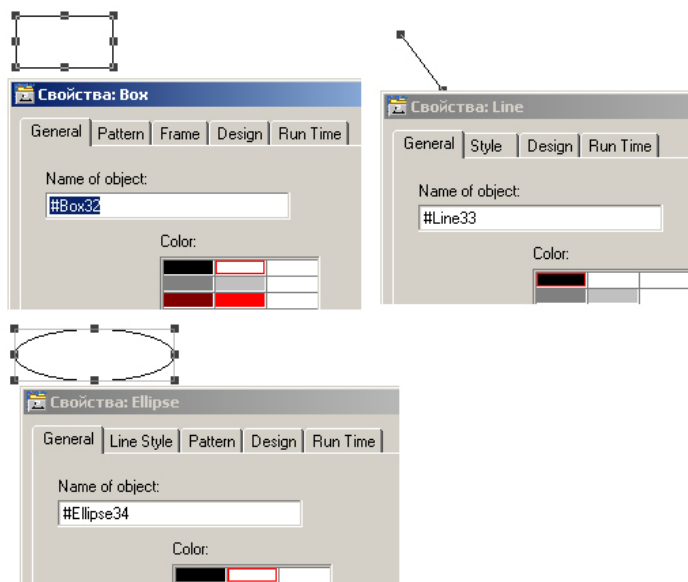 Свойства: Box
General Pattern Frame Design Run Time
Name of object:
#Box32
Color:
Свойства: Line
General Style Design Run Time
Name of object:
#Line33
Color:
Свойства: Ellipse
General Line Style Pattern Design Run Time
Name of object:
#Ellipse34
Color: